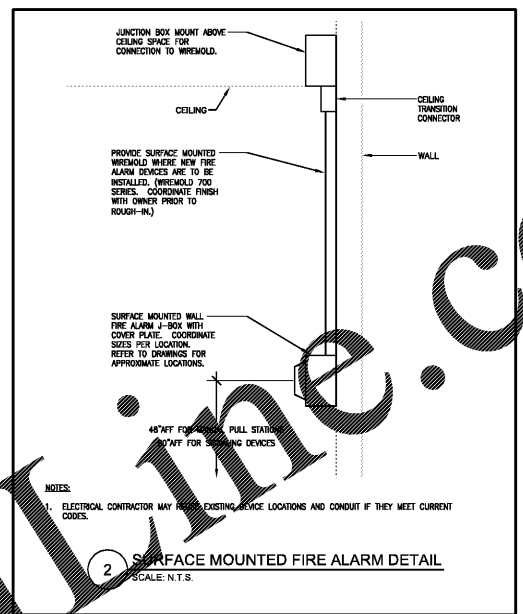 JUNCTION BOX MOUNT ABOVE
CEILING SPACE FOR
CONNECTION TO WIREMOLD.
CEILING
CEILING
TRANSITION
CONNECTOR
WALL
PROVIDE SURFACE MOUNTED
WIREMOLD WHERE NEW FIRE
ALARM DEVICES ARE TO BE
INSTALLED. (WIREMOLD 700
SERIES. COORDINATE FINISH
WITH OWNER PRIOR TO
ROUGH-IN.)
SURFACE MOUNTED WALL
FIRE ALARM J-BOX WITH
COVER PLATE. COORDINATE
SIZES PER LOCATION.
REFER TO DRAWINGS FOR
APPROXIMATE LOCATIONS.
48"AFF FOR MANUAL PULL STATIONS
80"AFF FOR SIGNALING DEVICES
NOTES:
1. ELECTRICAL CONTRACTOR MAY REUSE EXISTING DEVICE LOCATIONS AND CONDUIT IF THEY MEET CURRENT
CODES.
2 SURFACE MOUNTED FIRE ALARM DETAIL
SCALE: N.T.S.
Line.c